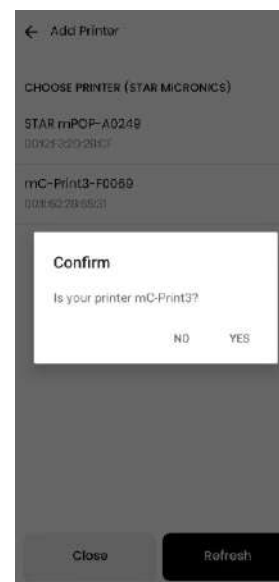 ← Add Printer
CHOOSE PRINTER (STAR MICRONICS)
STAR mPOP-A0249
mC-Print3-F0069
Confirm
Is your printer mC-Print3?
NO YES
Close Refresh